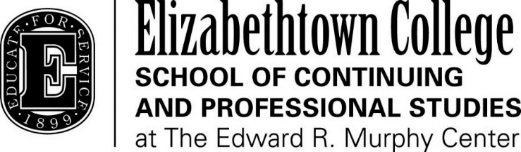 EDUCATE·FOR·SERVICE
E
1899
Elizabethtown College
SCHOOL OF CONTINUING
AND PROFESSIONAL STUDIES
at The Edward R. Murphy Center